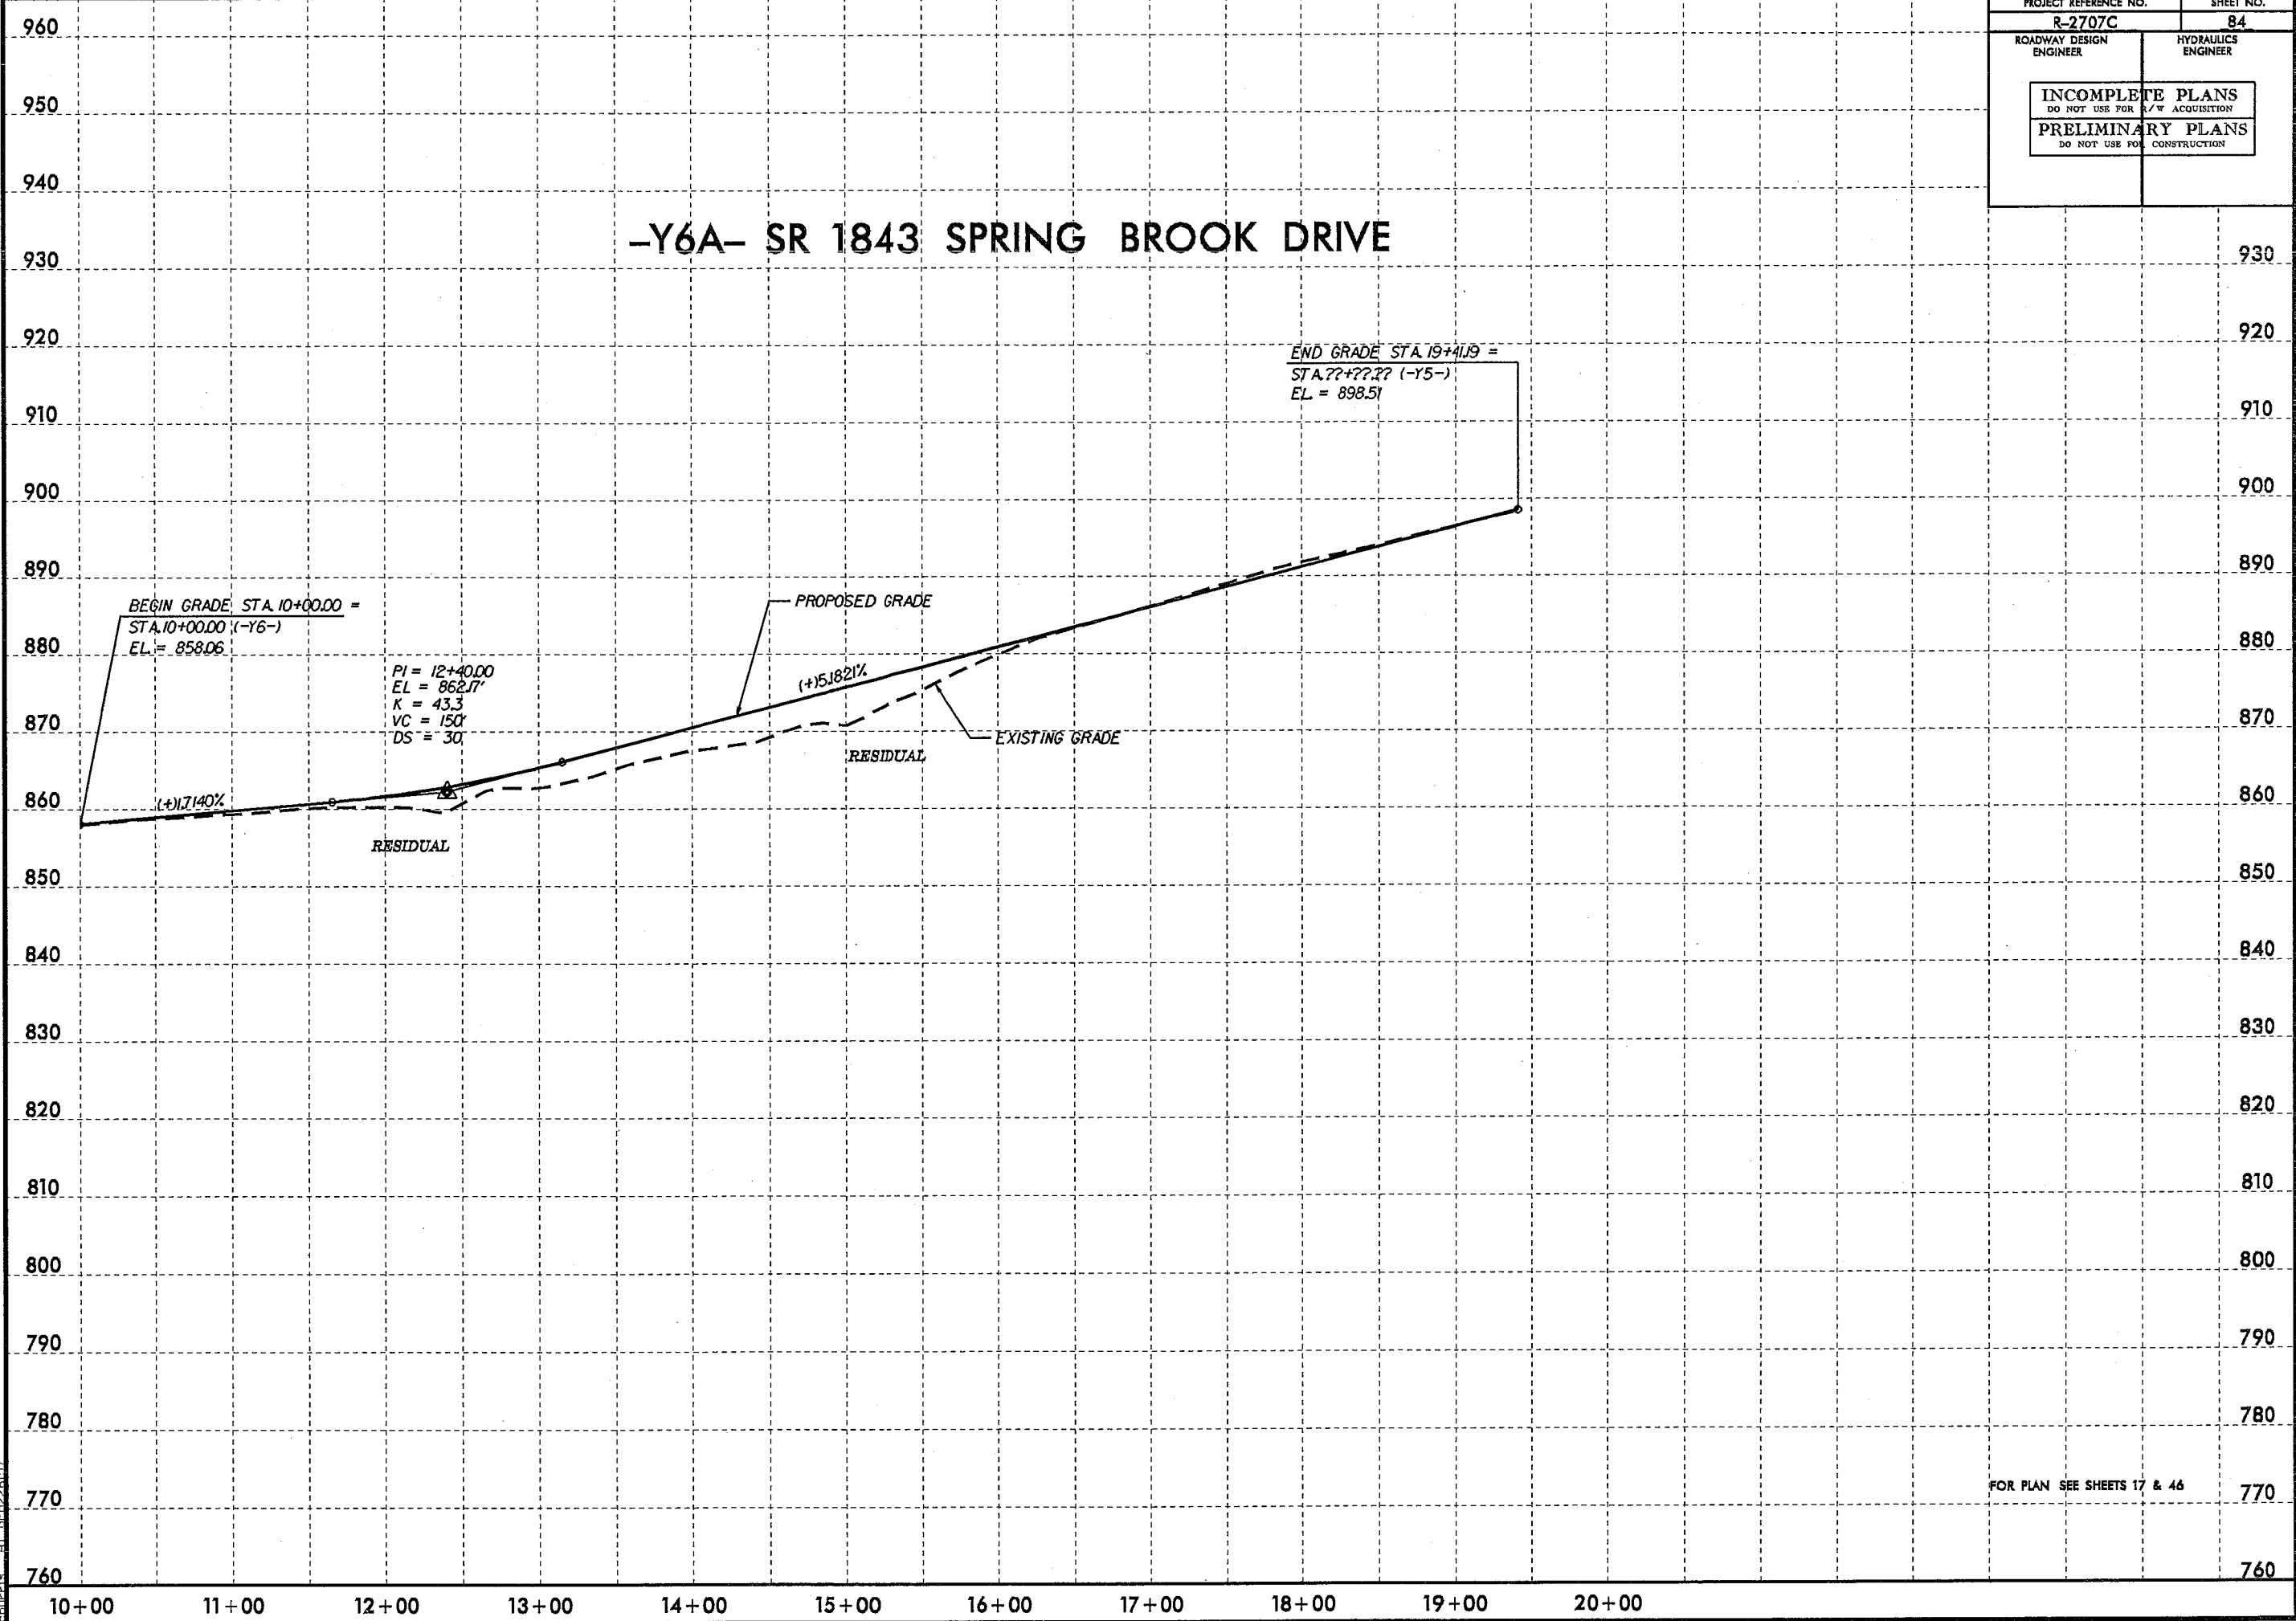 PROJECT REFERENCE NO. SHEET NO.
R-2707C 84
ROADWAY DESIGN ENGINEER
HYDRAULICS ENGINEER
INCOMPLETE PLANS
DO NOT USE FOR R/W ACQUISITION
PRELIMINARY PLANS
DO NOT USE FOR CONSTRUCTION
-Y6A- SR 1843 SPRING BROOK DRIVE
END GRADE STA. 19+41.19 =
STA.??+??.?? (-Y5-)
EL. = 898.51
BEGIN GRADE STA. 10+00.00 =
STA.10+00.00 (-Y6-)
EL. = 858.06
PI = 12+40.00
EL = 862.17'
K = 43.3
VC = 150'
DS = 30
PROPOSED GRADE
(+)5.1821%
EXISTING GRADE
RESIDUAL
(+)1.7140%
RESIDUAL
960
950
940
930
920
910
900
890
880
870
860
850
840
830
820
810
800
790
780
770
760
930
920
910
900
890
880
870
860
850
840
830
820
810
800
790
780
770
760
FOR PLAN SEE SHEETS 17 & 46
10+00 11+00 12+00 13+00 14+00 15+00 16+00 17+00 18+00 19+00 20+00